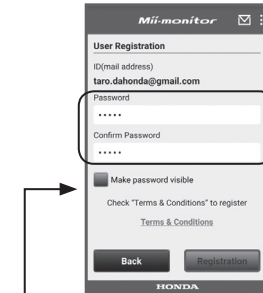 Mii-monitor
User Registration
ID(mail address)
taro.dahonda@gmail.com
Password
•••••
Confirm Password
•••••
Make password visible
Check “Terms & Conditions” to register
Terms & Conditions
Back
Registration
HONDA